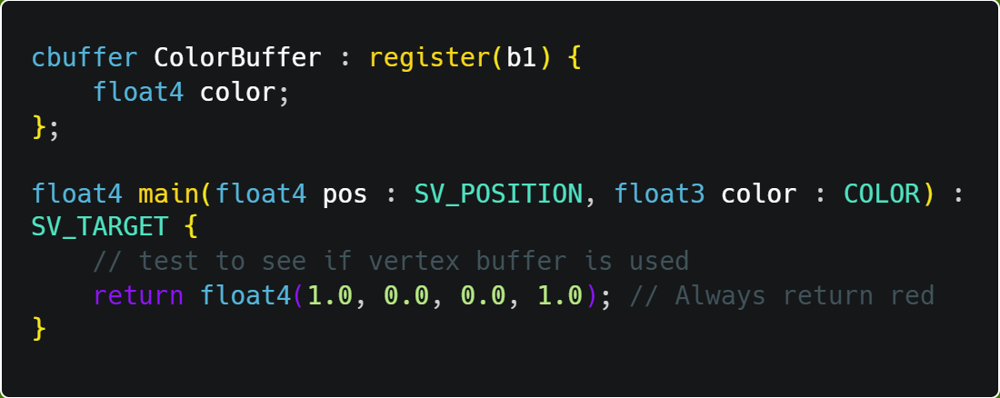 cbuffer ColorBuffer : register(b1) {
    float4 color;
};

float4 main(float4 pos : SV_POSITION, float3 color : COLOR) :
SV_TARGET {
    // test to see if vertex buffer is used
    return float4(1.0, 0.0, 0.0, 1.0); // Always return red
}